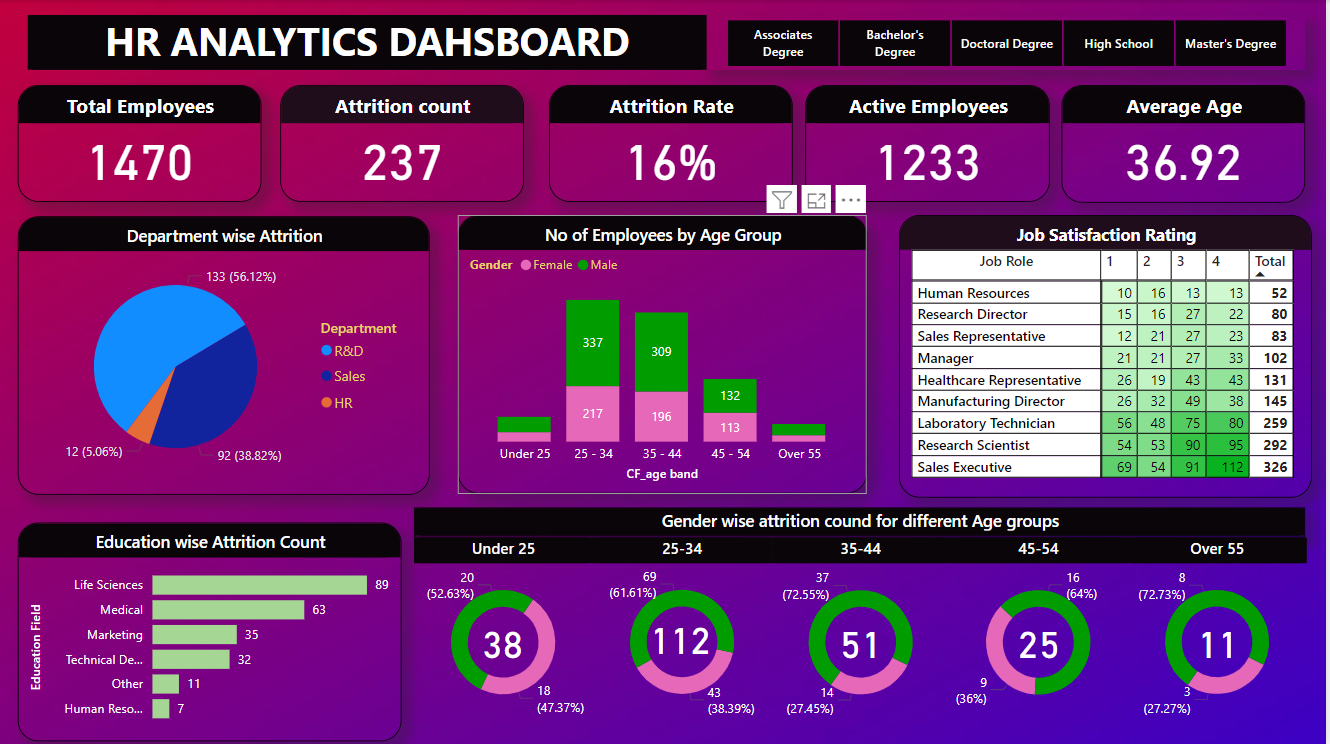 HR ANALYTICS DAHSBOARD
Associates
Degree
Bachelor's
Degree
Doctoral Degree
High School
Master's Degree
Total Employees
1470
Attrition count
237
Attrition Rate
16%
Active Employees
1233
Average Age
36.92
Department wise Attrition
133 (56.12%)
12 (5.06%)
92 (38.82%)
Department
R&D
Sales
HR
No of Employees by Age Group
Gender Female Male
337
309
132
217
196
113
Under 25 25 - 34 35 - 44 45 - 54 Over 55
CF_age band
Job Satisfaction Rating
Job Role 1 2 3 4 Total
Human Resources 10 16 13 13 52
Research Director 15 16 27 22 80
Sales Representative 12 21 27 23 83
Manager 21 21 27 33 102
Healthcare Representative 26 19 43 43 131
Manufacturing Director 26 32 49 38 145
Laboratory Technician 56 48 75 80 259
Research Scientist 54 53 90 95 292
Sales Executive 69 54 91 112 326
Education wise Attrition Count
Education Field
Life Sciences 89
Medical 63
Marketing 35
Technical De... 32
Other 11
Human Reso... 7
Gender wise attrition cound for different Age groups
Under 25 25-34 35-44 45-54 Over 55
20
(52.63%)
38
18
(47.37%)
69
(61.61%)
112
43
(38.39%)
37
(72.55%)
51
14
(27.45%)
16
(64%)
25
9
(36%)
8
(72.73%)
11
3
(27.27%)